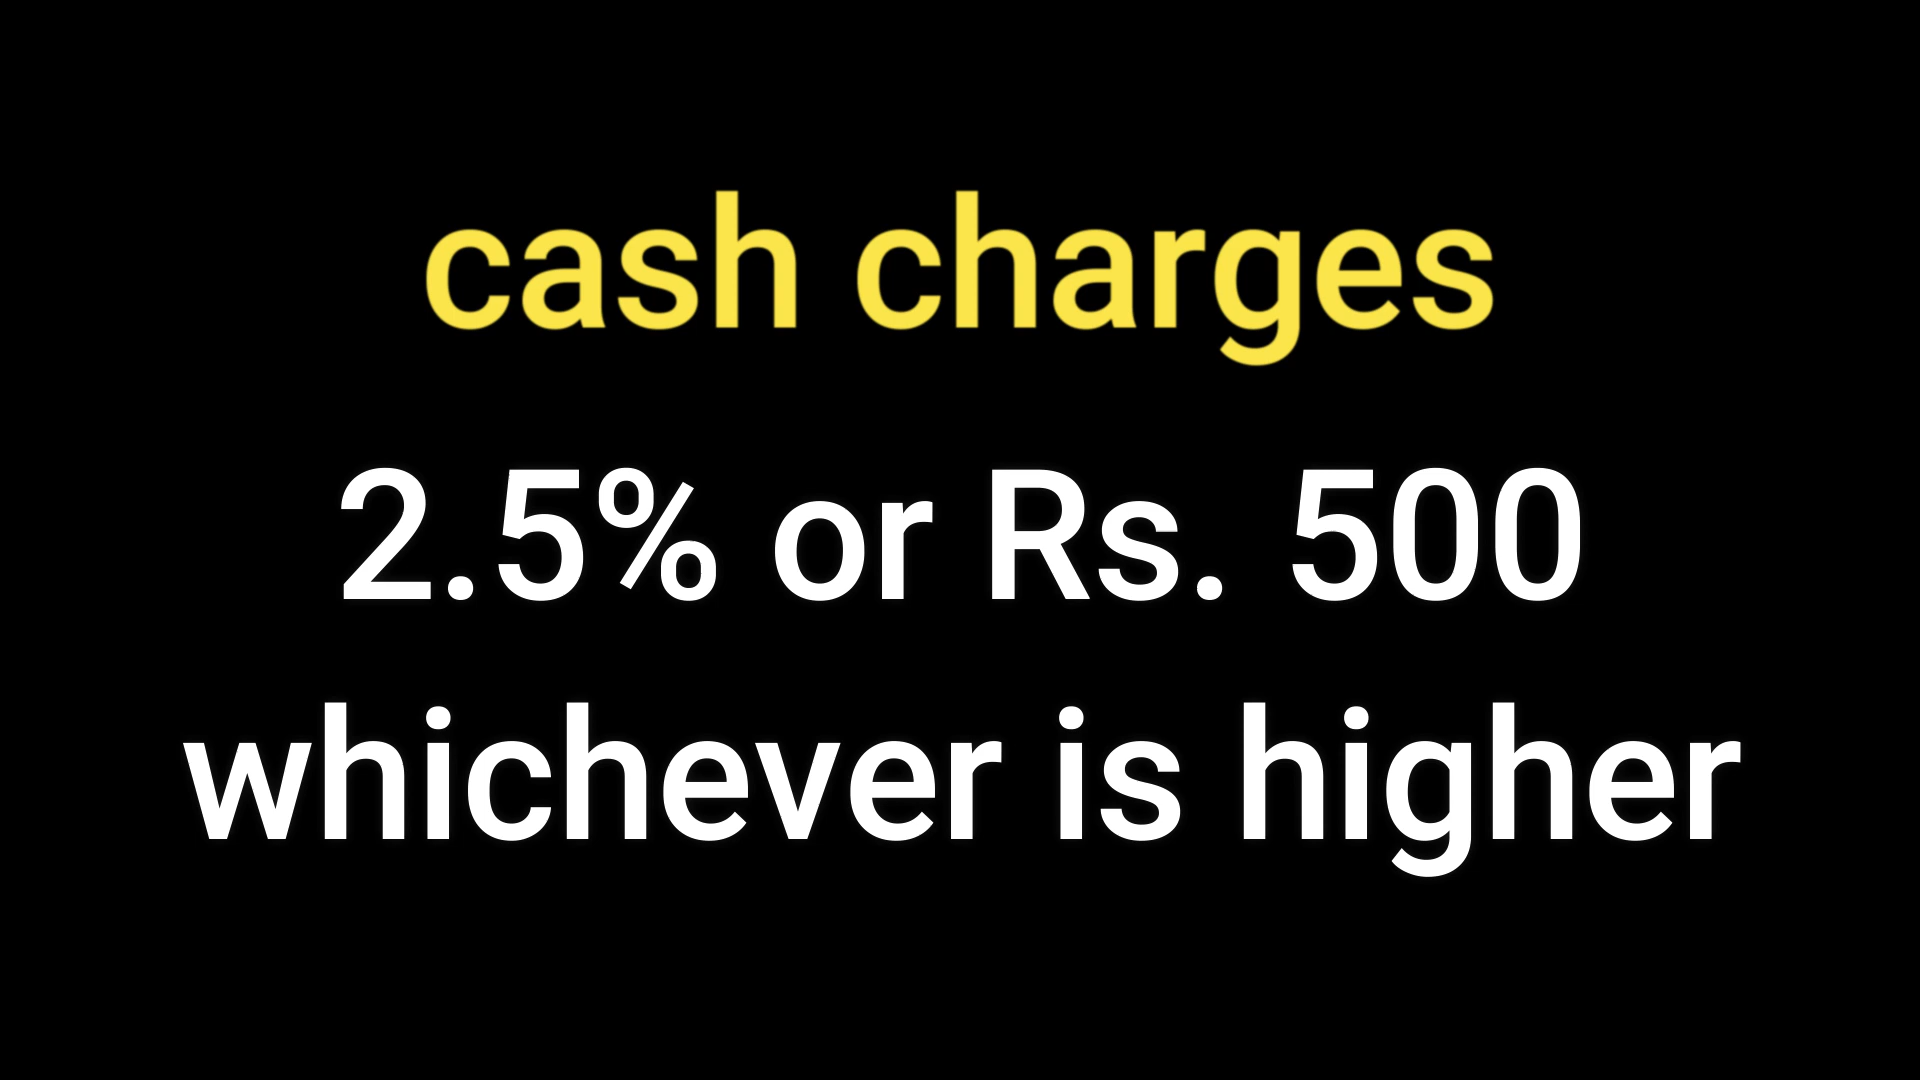 cash charges
2.5% or Rs. 500
whichever is higher